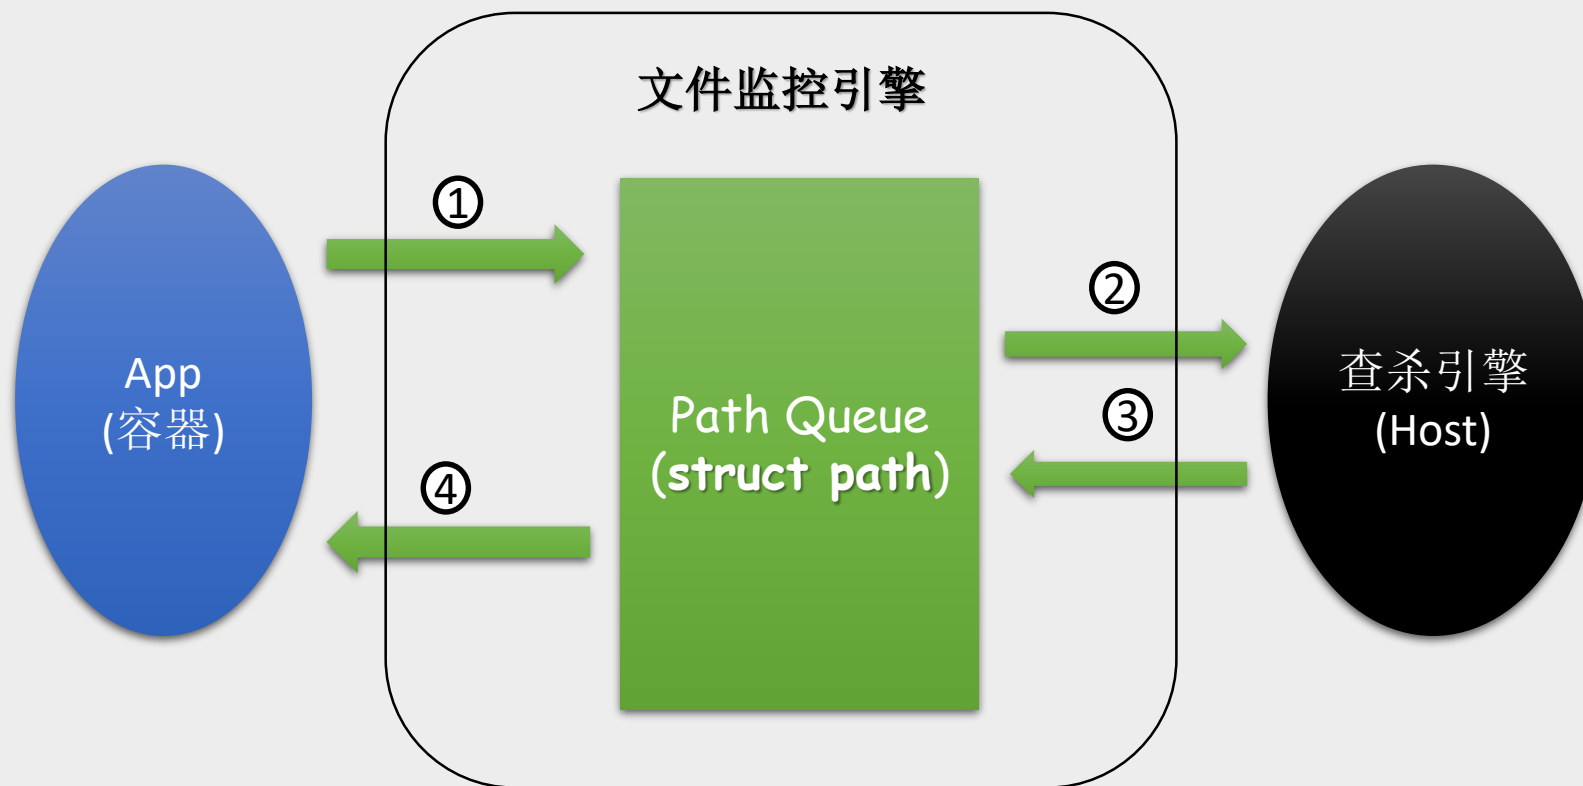 文件监控引擎
①
②
App
(容器)
Path Queue
(struct path)
查杀引擎
(Host)
③
④